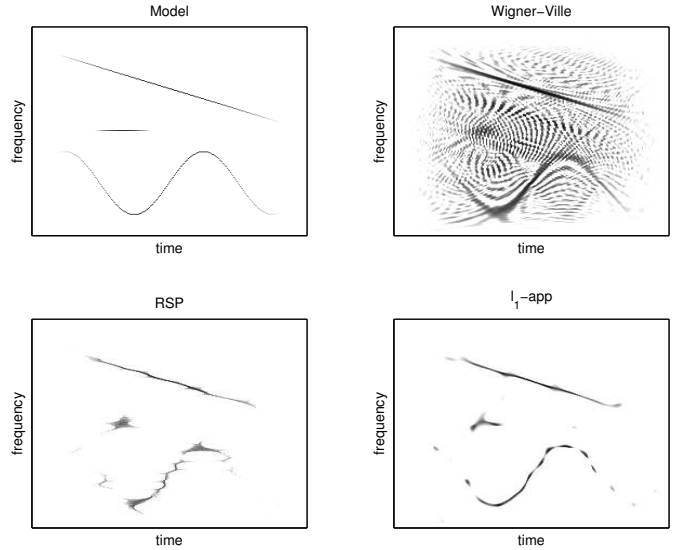 Model
Wigner−Ville
frequency
frequency
time
time
RSP
l1−app
frequency
frequency
time
time